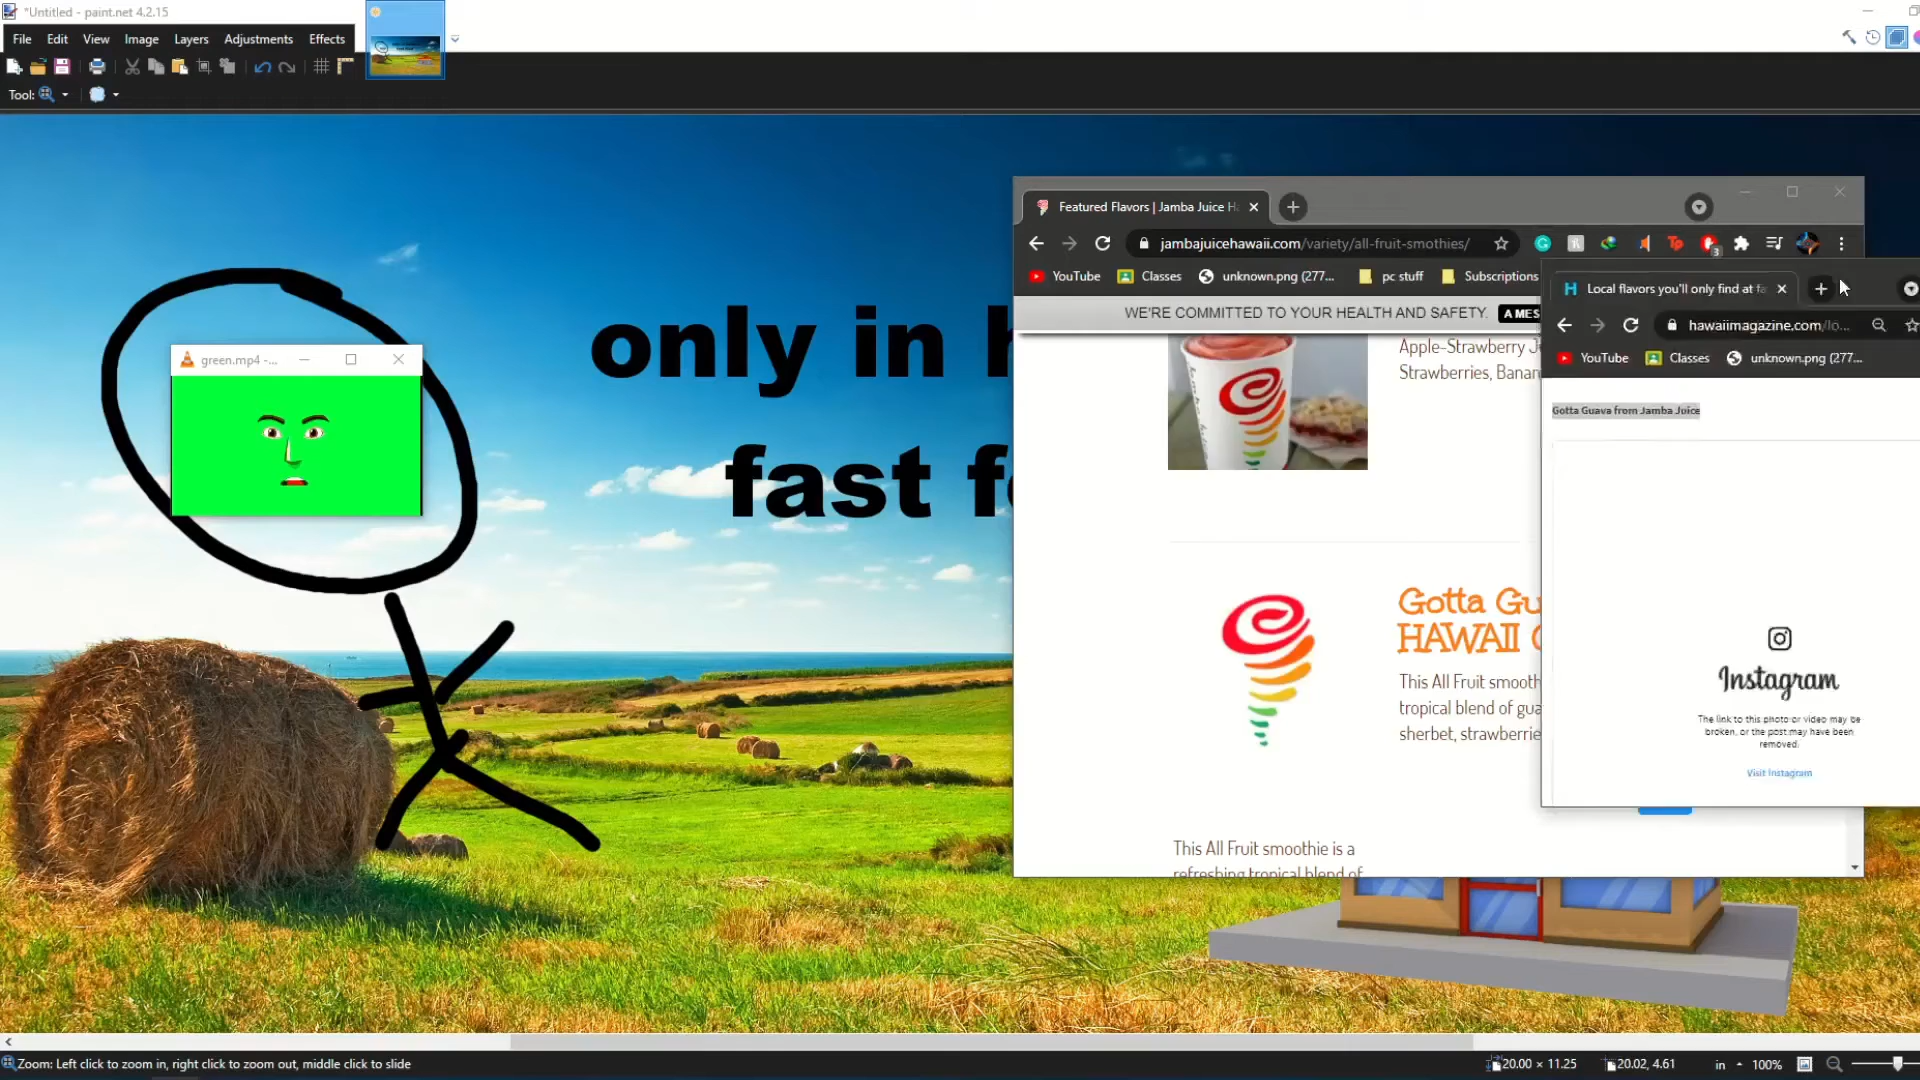 *Untitled - paint.net 4.2.15
File Edit View Image Layers Adjustments Effects
Tool:
only in h
fast f
green.mp4 -...
Featured Flavors | Jamba Juice H
jambajuicehawaii.com/variety/all-fruit-smothies/
3
YouTube Classes unknown.png (277... pc stuff Subscriptions
WE'RE COMMITTED TO YOUR HEALTH AND SAFETY. A MES
Apple-Strawberry J
Strawberries, Banan
Gotta Gu
HAWAII
This All Fruit smooth
tropical blend of gua
sherbet, strawberrie
This All Fruit smoothie is a
refreshing tropical blend of
Local flavors you'll only find at fa
hawaiimagazine.com/lo...
YouTube Classes unknown.png (277...
Gotta Guava from Jamba Juice
Instagram
The link to this photo or video may be
broken, or the post may have been
removed.
Visit Instagram
Zoom: Left click to zoom in, right click to zoom out, middle click to slide
20.00 × 11.25 20.02, 4.61 in 100%